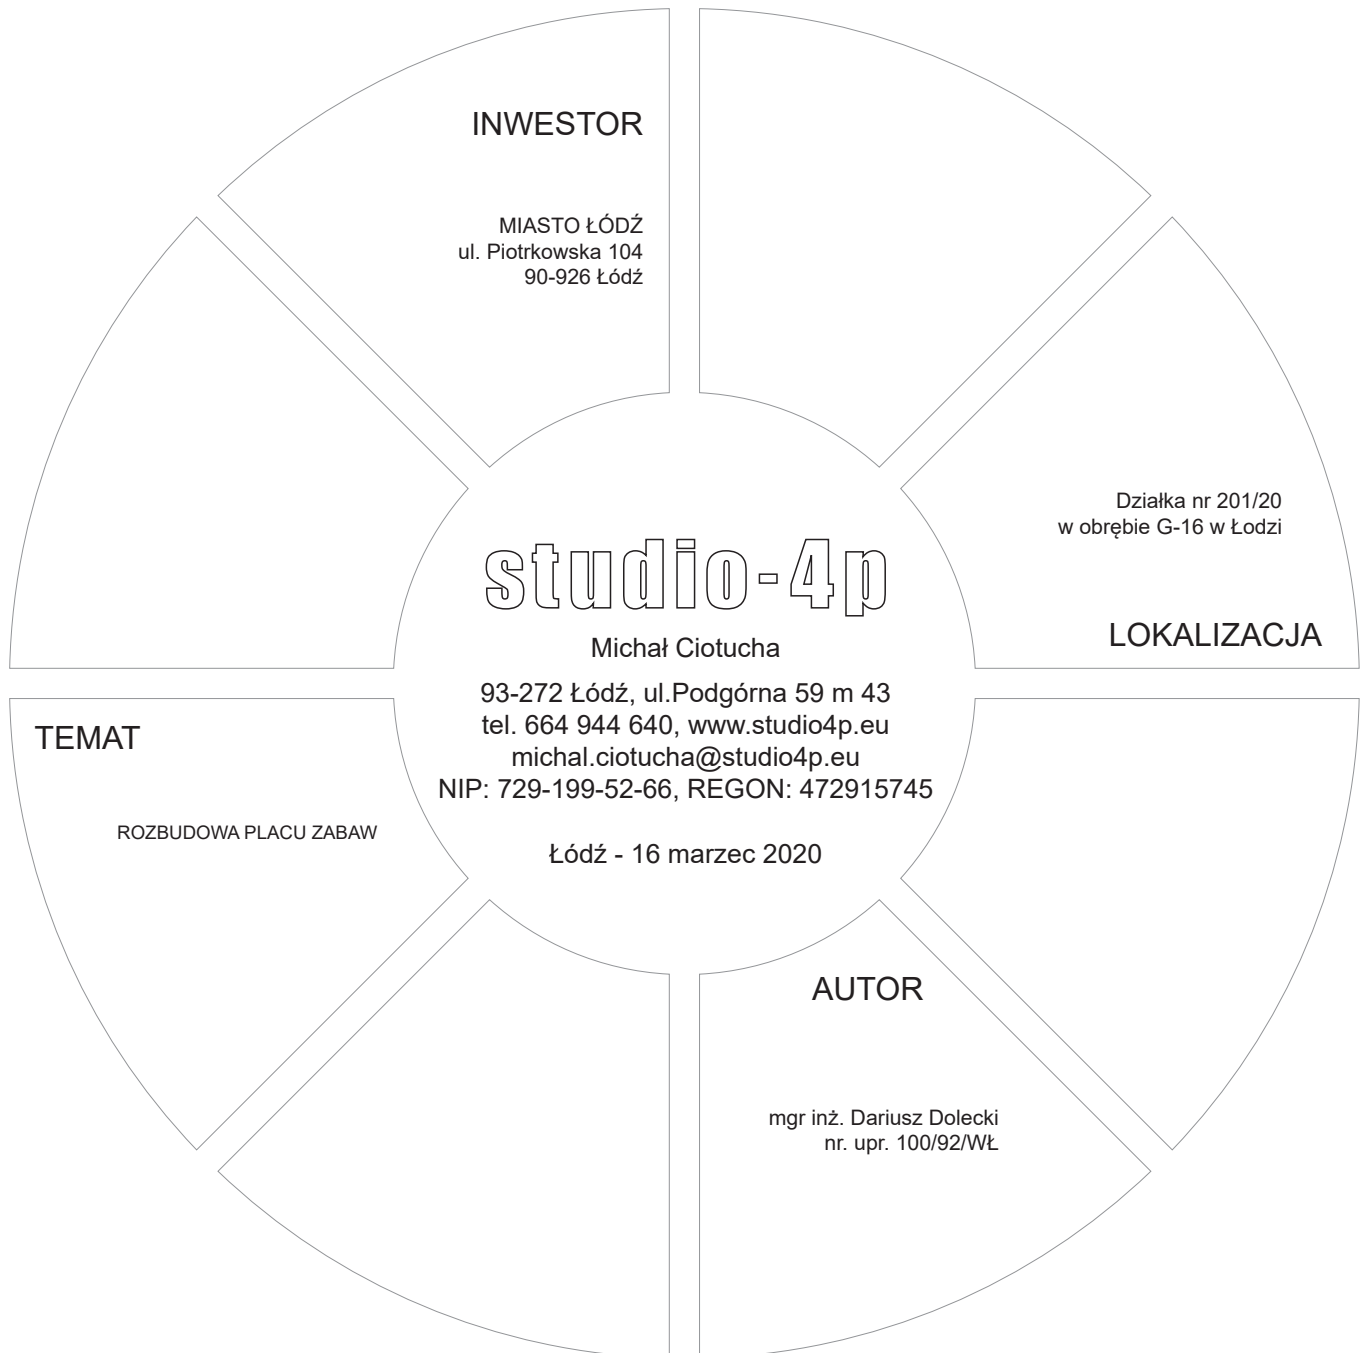 INWESTOR
MIASTO ŁÓDŹ
ul. Piotrkowska 104
90-926 Łódź
Działka nr 201/20
w obrębie G-16 w Łodzi
LOKALIZACJA
studio-4p
Michał Ciotucha
93-272 Łódź, ul.Podgórna 59 m 43
tel. 664 944 640, www.studio4p.eu
michal.ciotucha@studio4p.eu
NIP: 729-199-52-66, REGON: 472915745
Łódź - 16 marzec 2020
TEMAT
ROZBUDOWA PLACU ZABAW
AUTOR
mgr inż. Dariusz Dolecki
nr. upr. 100/92/WŁ